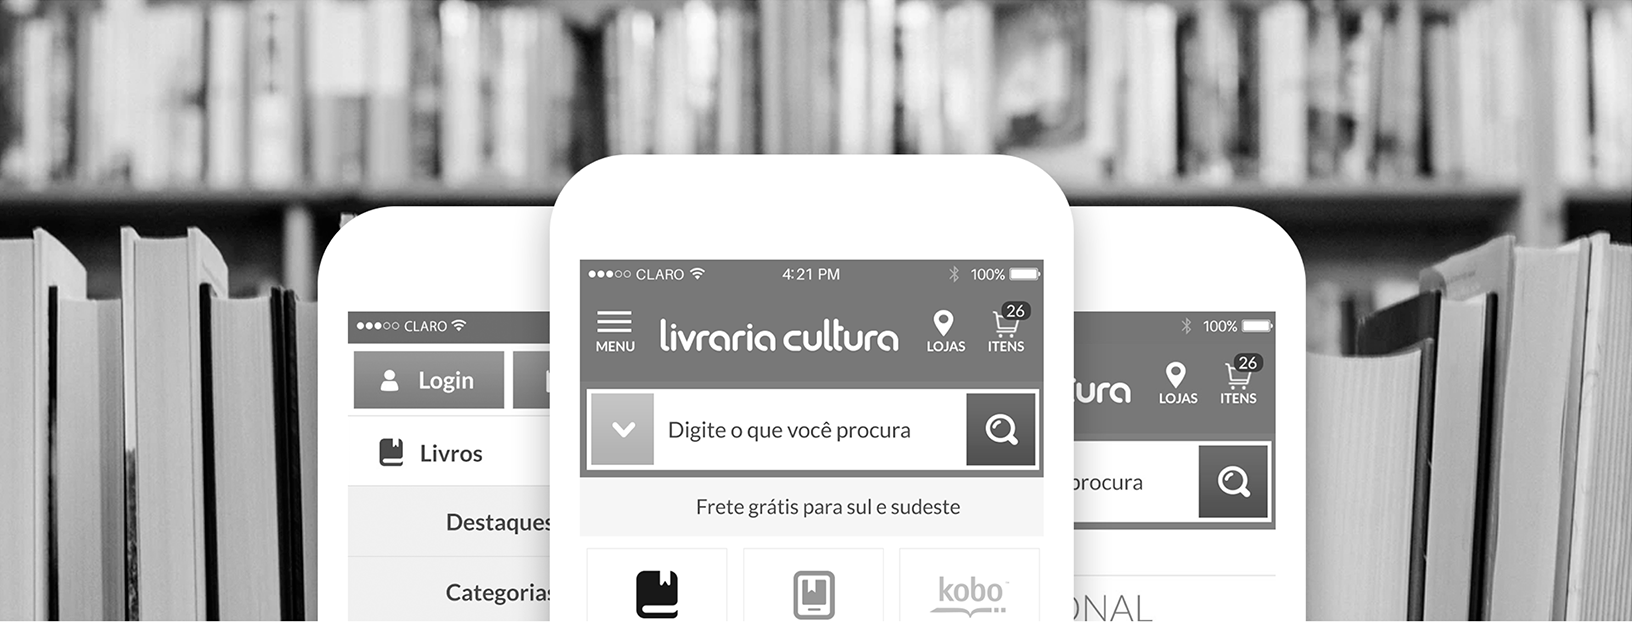 CLARO
Login
Livros
Destaques
Categorias
CLARO 4:21 PM 100%
MENU livraria cultura LOJAS 26 ITENS
Digite o que você procura
Frete grátis para sul e sudeste
kobo
100%
ura LOJAS 26 ITENS
procura
ONAL